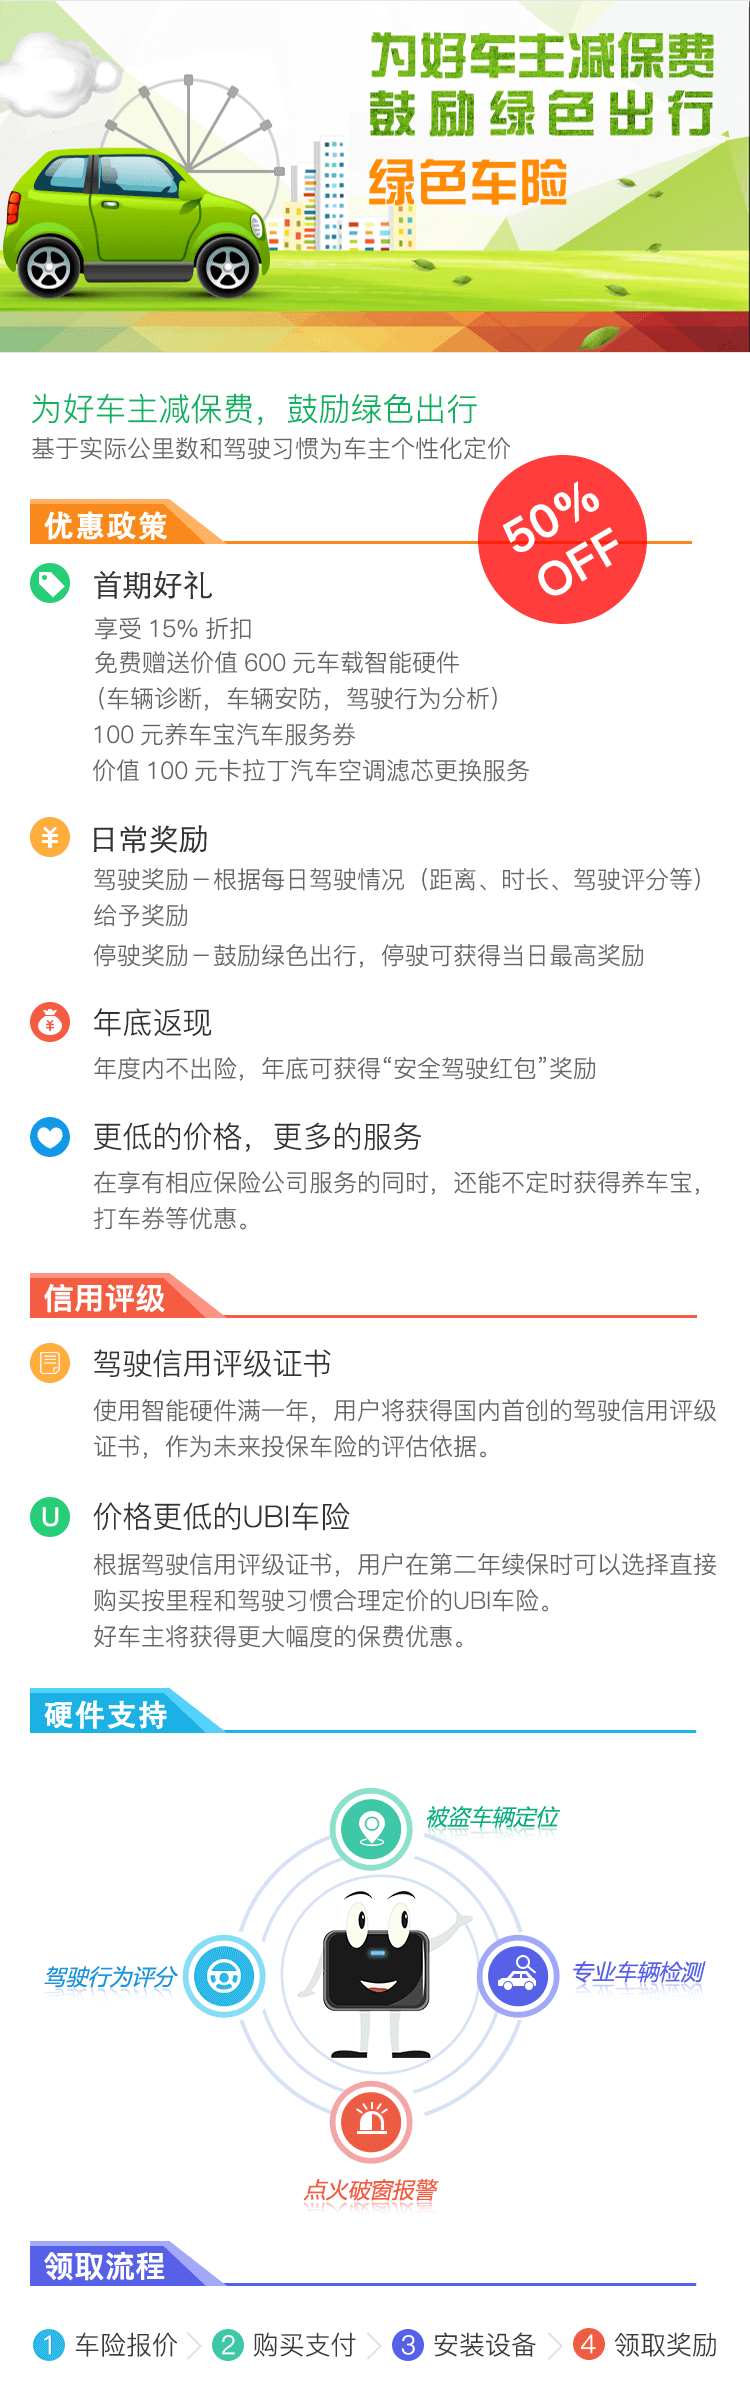 为好车主减保费
鼓励绿色出行
绿色车险
为好车主减保费，鼓励绿色出行
基于实际公里数和驾驶习惯为车主个性化定价
50%
OFF
优惠政策
首期好礼
享受 15% 折扣
免费赠送价值 600 元车载智能硬件
（车辆诊断，车辆安防，驾驶行为分析）
100 元养车宝汽车服务券
价值 100 元卡拉丁汽车空调滤芯更换服务
¥
日常奖励
驾驶奖励－根据每日驾驶情况（距离、时长、驾驶评分等）
给予奖励
停驶奖励－鼓励绿色出行，停驶可获得当日最高奖励
¥
年底返现
年度内不出险，年底可获得“安全驾驶红包”奖励
更低的价格，更多的服务
在享有相应保险公司服务的同时，还能不定时获得养车宝，
打车券等优惠。
信用评级
驾驶信用评级证书
使用智能硬件满一年，用户将获得国内首创的驾驶信用评级
证书，作为未来投保车险的评估依据。
U
价格更低的UBI车险
根据驾驶信用评级证书，用户在第二年续保时可以选择直接
购买按里程和驾驶习惯合理定价的UBI车险。
好车主将获得更大幅度的保费优惠。
硬件支持
被盗车辆定位
驾驶行为评分
专业车辆检测
点火破窗报警
领取流程
1 车险报价 2 购买支付 3 安装设备 4 领取奖励